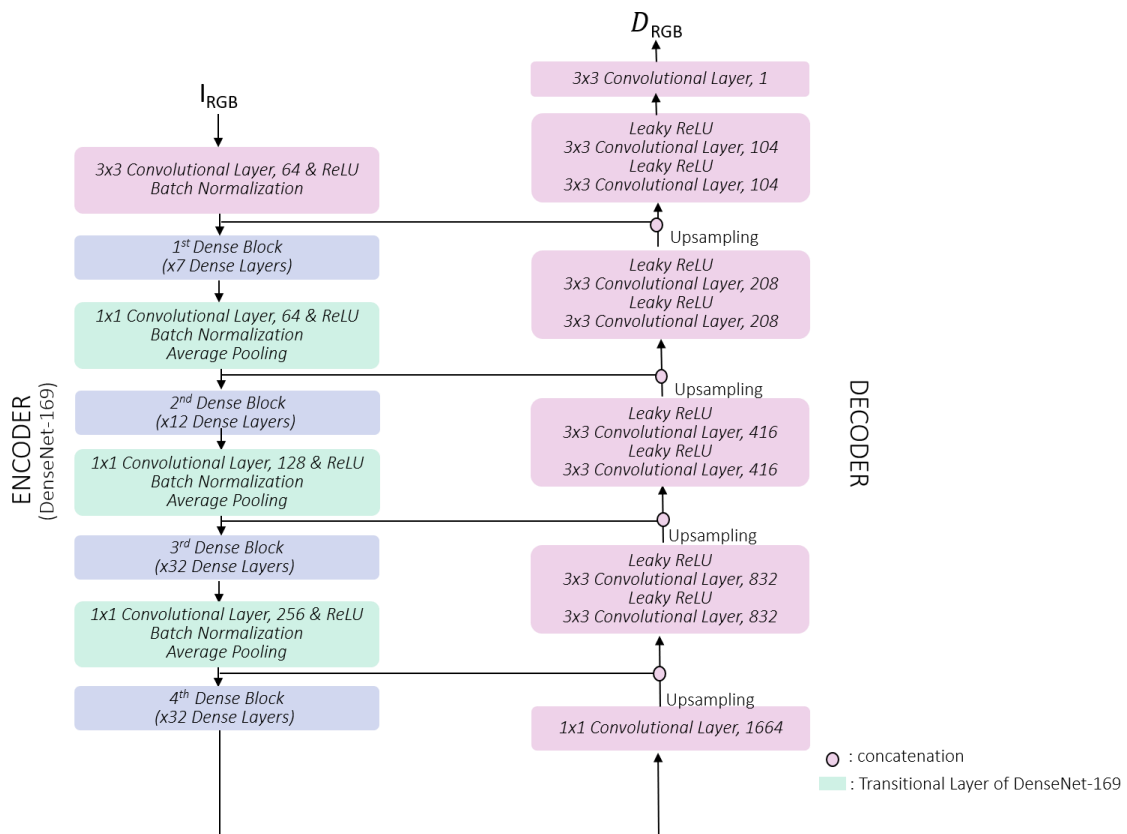 I_RGB
3x3 Convolutional Layer, 64 & ReLU
Batch Normalization
1st Dense Block
(x7 Dense Layers)
1x1 Convolutional Layer, 64 & ReLU
Batch Normalization
Average Pooling
2nd Dense Block
(x12 Dense Layers)
1x1 Convolutional Layer, 128 & ReLU
Batch Normalization
Average Pooling
3rd Dense Block
(x32 Dense Layers)
1x1 Convolutional Layer, 256 & ReLU
Batch Normalization
Average Pooling
4th Dense Block
(x32 Dense Layers)
ENCODER
(DenseNet-169)
D_RGB
3x3 Convolutional Layer, 1
Leaky ReLU
3x3 Convolutional Layer, 104
Leaky ReLU
3x3 Convolutional Layer, 104
Upsampling
Leaky ReLU
3x3 Convolutional Layer, 208
Leaky ReLU
3x3 Convolutional Layer, 208
Upsampling
Leaky ReLU
3x3 Convolutional Layer, 416
Leaky ReLU
3x3 Convolutional Layer, 416
Upsampling
Leaky ReLU
3x3 Convolutional Layer, 832
Leaky ReLU
3x3 Convolutional Layer, 832
Upsampling
1x1 Convolutional Layer, 1664
DECODER
: concatenation
: Transitional Layer of DenseNet-169